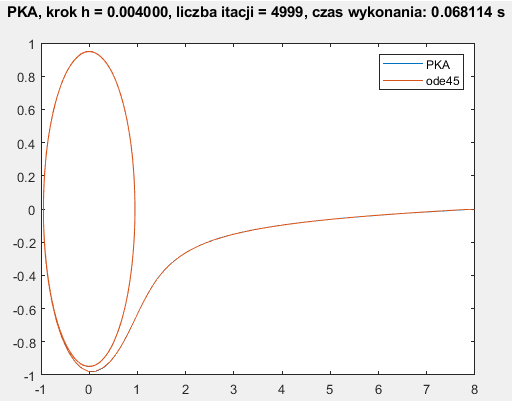 PKA, krok h = 0.004000, liczba itacji = 4999, czas wykonania: 0.068114 s
1
0.8
0.6
0.4
0.2
0
-0.2
-0.4
-0.6
-0.8
-1
PKA
ode45
-1 0 1 2 3 4 5 6 7 8